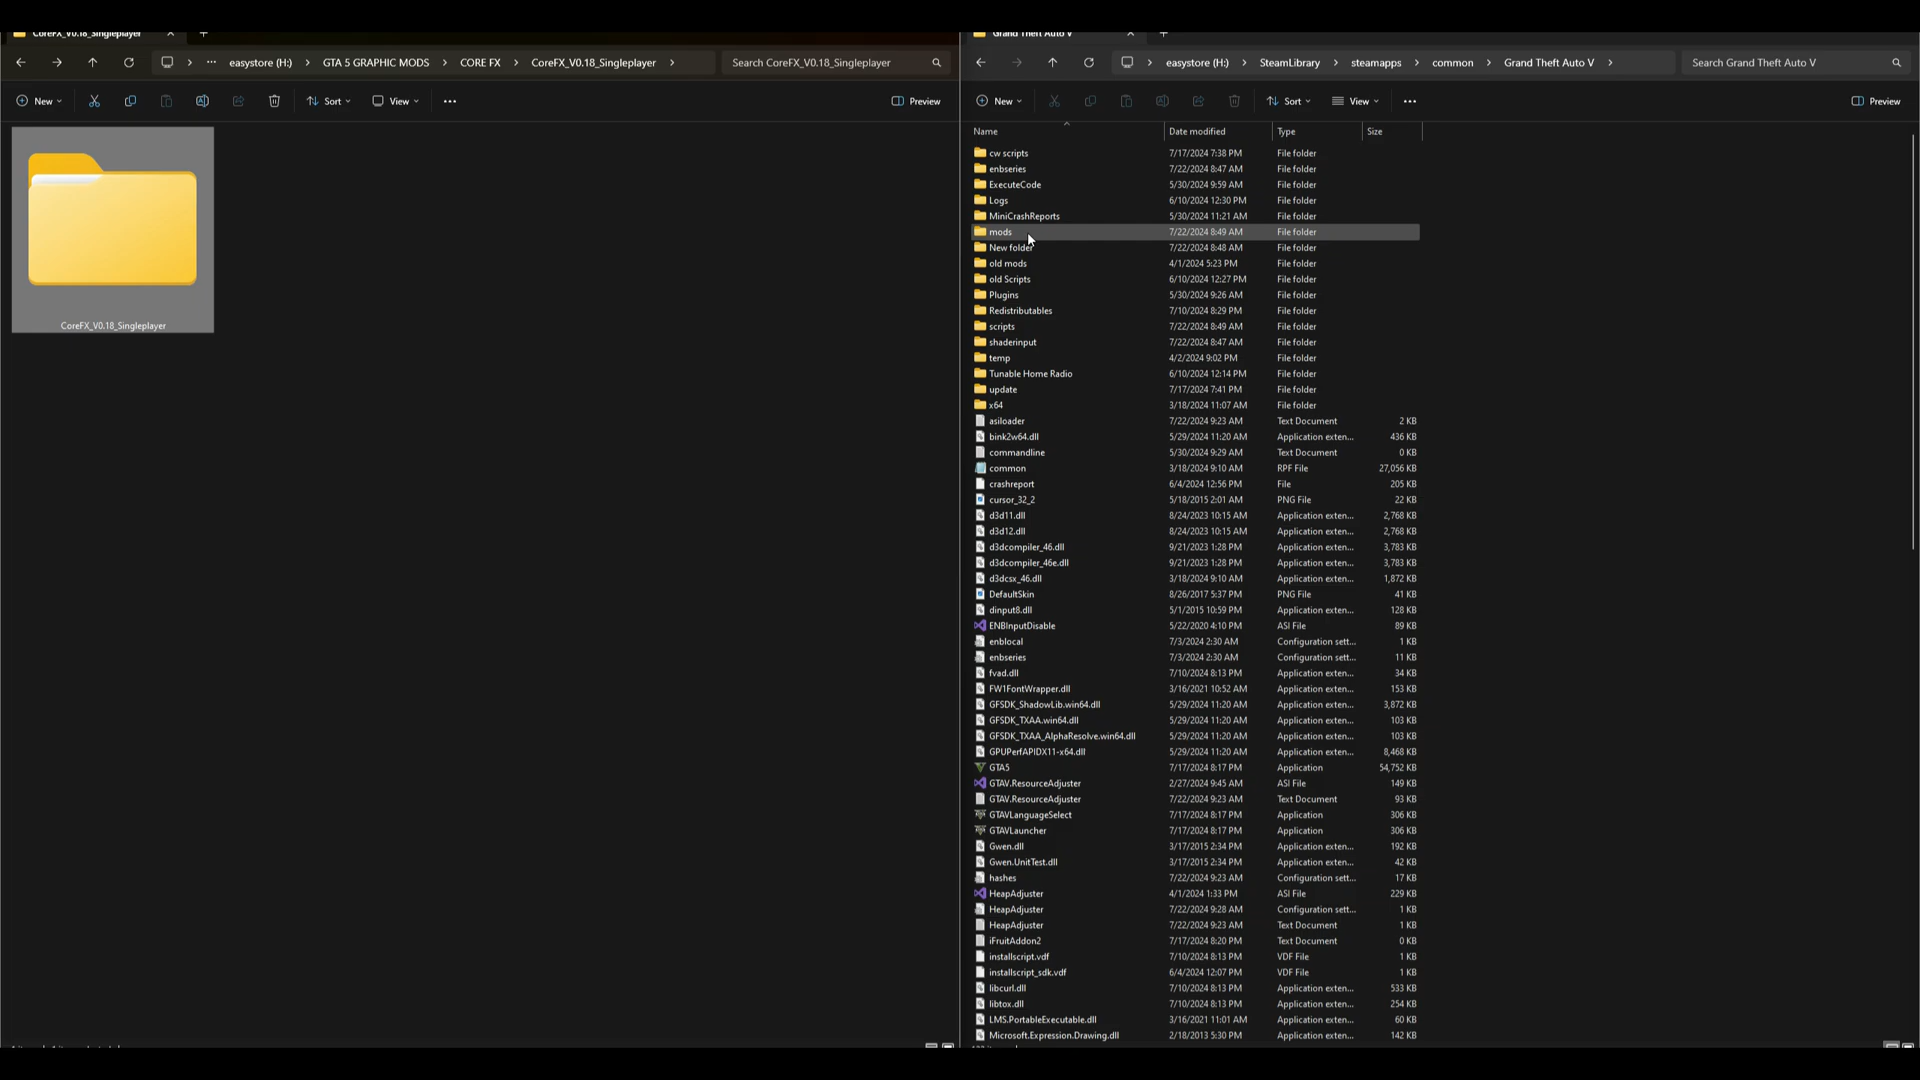 CoreFX_V0.18_Singleplayer
easystore (H:) GTA 5 GRAPHIC MODS CORE FX CoreFX_V0.18_Singleplayer Search CoreFX_V0.18_Singleplayer
New Sort View Preview
CoreFX_V0.18_Singleplayer
Grand Theft Auto V
easystore (H:) SteamLibrary steamapps common Grand Theft Auto V Search Grand Theft Auto V
New Sort View Preview
Name Date modified Type Size
cw scripts 7/17/2024 7:38 PM File folder
enbseries 7/22/2024 8:47 AM File folder
ExecuteCode 5/30/2024 9:59 AM File folder
Logs 6/10/2024 12:30 PM File folder
MiniCrashReports 5/30/2024 11:21 AM File folder
mods 7/22/2024 8:49 AM File folder
New folder 7/22/2024 8:48 AM File folder
old mods 4/1/2024 5:23 PM File folder
old Scripts 6/10/2024 12:27 PM File folder
Plugins 5/30/2024 9:26 AM File folder
Redistributables 7/10/2024 8:29 PM File folder
scripts 7/22/2024 8:49 AM File folder
shaderinput 7/22/2024 8:47 AM File folder
temp 4/2/2024 9:02 PM File folder
Tunable Home Radio 6/10/2024 12:14 PM File folder
update 7/17/2024 7:41 PM File folder
x64 3/18/2024 11:07 AM File folder
asiloader 7/22/2024 9:23 AM Text Document 2 KB
bink2w64.dll 5/29/2024 11:20 AM Application exten... 436 KB
commandline 5/30/2024 9:29 AM Text Document 0 KB
common 3/18/2024 9:10 AM RPF File 27,056 KB
crashreport 6/4/2024 12:56 PM File 205 KB
cursor_32_2 5/18/2015 2:01 AM PNG File 22 KB
d3d11.dll 8/24/2023 10:15 AM Application exten... 2,768 KB
d3d12.dll 8/24/2023 10:15 AM Application exten... 2,768 KB
d3dcompiler_46.dll 9/21/2023 1:28 PM Application exten... 3,783 KB
d3dcompiler_46e.dll 9/21/2023 1:28 PM Application exten... 3,783 KB
d3dcsx_46.dll 3/18/2024 9:10 AM Application exten... 1,872 KB
DefaultSkin 8/26/2017 5:37 PM PNG File 41 KB
dinput8.dll 5/1/2015 10:59 PM Application exten... 128 KB
ENBInputDisable 5/22/2020 4:10 PM ASI File 89 KB
enblocal 7/3/2024 2:30 AM Configuration sett... 1 KB
enbseries 7/3/2024 2:30 AM Configuration sett... 11 KB
fvad.dll 7/10/2024 8:13 PM Application exten... 34 KB
FW1FontWrapper.dll 3/16/2021 10:52 AM Application exten... 153 KB
GFSDK_ShadowLib.win64.dll 5/29/2024 11:20 AM Application exten... 3,872 KB
GFSDK_TXAA.win64.dll 5/29/2024 11:20 AM Application exten... 103 KB
GFSDK_TXAA_AlphaResolve.win64.dll 5/29/2024 11:20 AM Application exten... 103 KB
GPUPerfAPIDX11-x64.dll 5/29/2024 11:20 AM Application exten... 8,468 KB
GTA5 7/17/2024 8:17 PM Application 54,752 KB
GTAV.ResourceAdjuster 2/27/2024 9:45 AM ASI File 149 KB
GTAV.ResourceAdjuster 7/22/2024 9:23 AM Text Document 93 KB
GTAVLanguageSelect 7/17/2024 8:17 PM Application 306 KB
GTAVLauncher 7/17/2024 8:17 PM Application 306 KB
Gwen.dll 3/17/2015 2:34 PM Application exten... 192 KB
Gwen.UnitTest.dll 3/17/2015 2:34 PM Application exten... 42 KB
hashes 7/22/2024 9:23 AM Configuration sett... 17 KB
HeapAdjuster 4/1/2024 1:33 PM ASI File 229 KB
HeapAdjuster 7/22/2024 9:28 AM Configuration sett... 1 KB
HeapAdjuster 7/22/2024 9:23 AM Text Document 1 KB
iFruitAddon2 7/17/2024 8:20 PM Text Document 0 KB
installscript.vdf 7/10/2024 8:13 PM VDF File 1 KB
installscript_sdk.vdf 6/4/2024 12:07 PM VDF File 1 KB
libcurl.dll 7/10/2024 8:13 PM Application exten... 533 KB
libtox.dll 7/10/2024 8:13 PM Application exten... 254 KB
LMS.PortableExecutable.dll 3/16/2021 11:01 AM Application exten... 60 KB
Microsoft.Expression.Drawing.dll 2/18/2013 5:30 PM Application exten... 142 KB